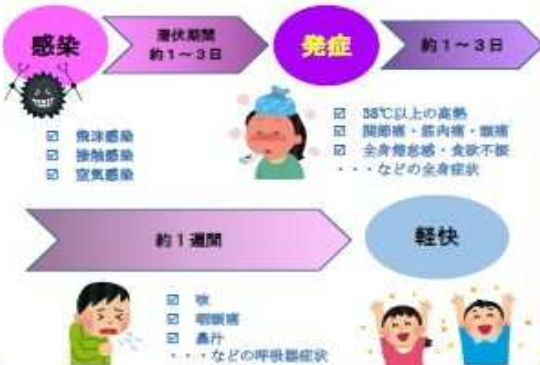 感染
潜伏期間
約1～3日
発症
約1～3日
☑ 飛沫感染
☑ 接触感染
☑ 空気感染
☑ 38℃以上の高熱
☑ 関節痛・筋肉痛・頭痛
☑ 全身倦怠感・食欲不振
・・・などの全身症状
約1週間
軽快
☑ 咳
☑ 咽頭痛
☑ 鼻汁
・・・などの呼吸器症状